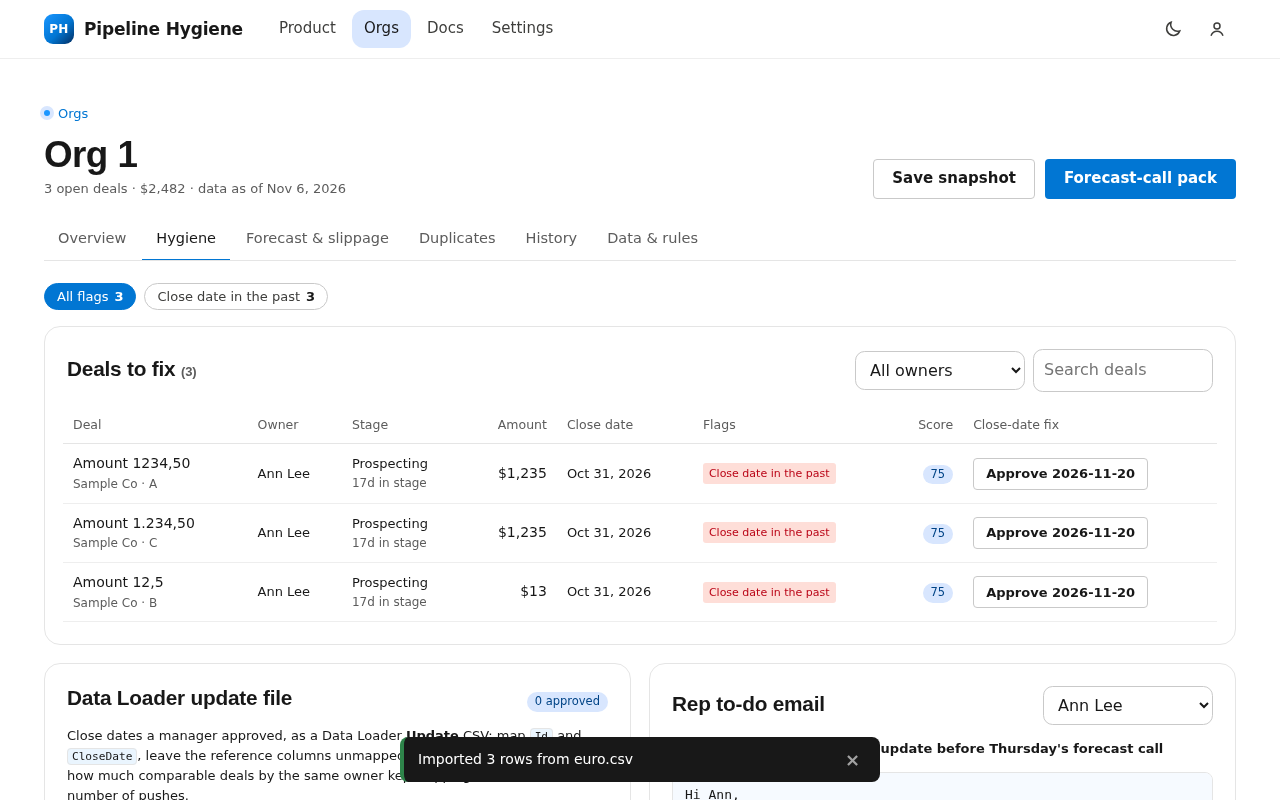 PH Pipeline Hygiene Product Orgs Docs Settings
Orgs
Org 1
3 open deals · $2,482 · data as of Nov 6, 2026
Save snapshot Forecast-call pack
Overview Hygiene Forecast & slippage Duplicates History Data & rules
All flags 3 Close date in the past 3
Deals to fix (3) All owners Search deals
Deal Owner Stage Amount Close date Flags Score Close-date fix
Amount 1234,50 Ann Lee Prospecting $1,235 Oct 31, 2026 Close date in the past 75 Approve 2026-11-20
Sample Co · A 17d in stage
Amount 1.234,50 Ann Lee Prospecting $1,235 Oct 31, 2026 Close date in the past 75 Approve 2026-11-20
Sample Co · C 17d in stage
Amount 12,5 Ann Lee Prospecting $13 Oct 31, 2026 Close date in the past 75 Approve 2026-11-20
Sample Co · B 17d in stage
Data Loader update file 0 approved
Close dates a manager approved, as a Data Loader Update CSV: map Id and
CloseDate, leave the reference columns unmapped
how much comparable deals by the same owner
number of pushes.
Rep to-do email Ann Lee
update before Thursday's forecast call
Hi Ann,
Imported 3 rows from euro.csv ×